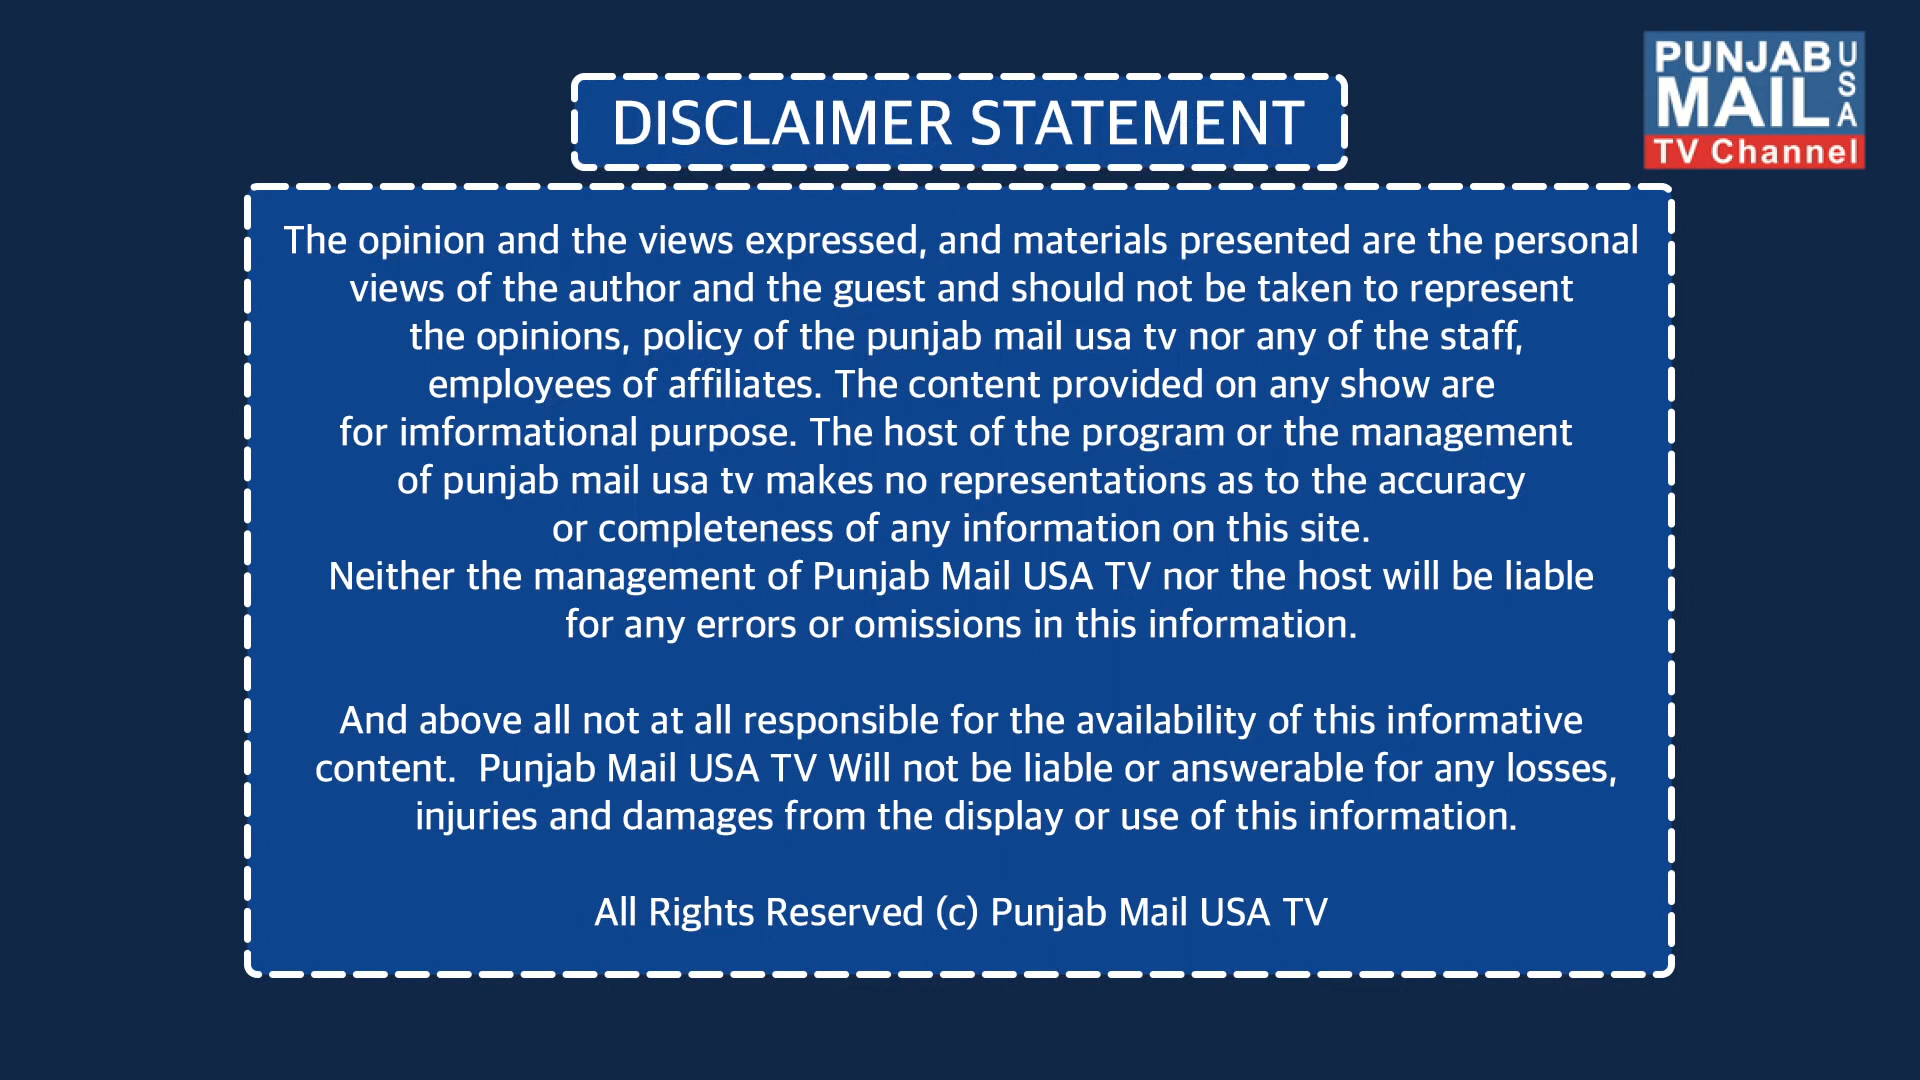 PUNJAB USA
MAIL
TV Channel
DISCLAIMER STATEMENT
The opinion and the views expressed, and materials presented are the personal
views of the author and the guest and should not be taken to represent
the opinions, policy of the punjab mail usa tv nor any of the staff,
employees of affiliates. The content provided on any show are
for imformational purpose. The host of the program or the management
of punjab mail usa tv makes no representations as to the accuracy
or completeness of any information on this site.
Neither the management of Punjab Mail USA TV nor the host will be liable
for any errors or omissions in this information.
And above all not at all responsible for the availability of this informative
content.  Punjab Mail USA TV Will not be liable or answerable for any losses,
injuries and damages from the display or use of this information.
All Rights Reserved (c) Punjab Mail USA TV